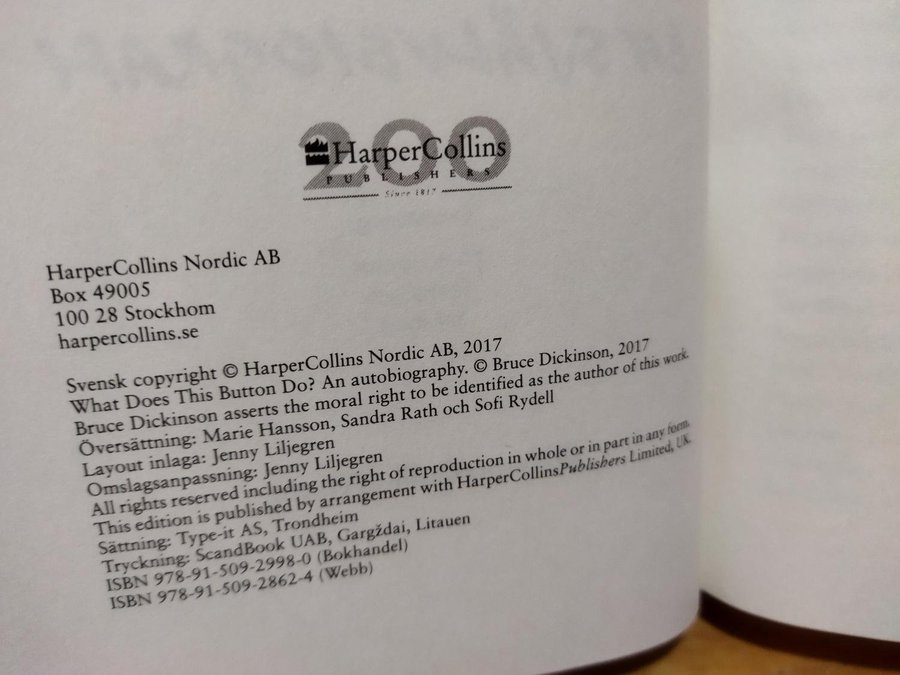 200
HarperCollins
PUBLISHERS
Since 1817
HarperCollins Nordic AB
Box 49005
100 28 Stockhom
harpercollins.se
Svensk copyright © HarperCollins Nordic AB, 2017
What Does This Button Do? An autobiography. © Bruce Dickinson, 2017
Bruce Dickinson asserts the moral right to be identified as the author of this work.
Översättning: Marie Hansson, Sandra Rath och Sofi Rydell
Layout inlaga: Jenny Liljegren
Omslagsanpassning: Jenny Liljegren
All rights reserved including the right of reproduction in whole or in part in any form.
This edition is published by arrangement with HarperCollinsPublishers Limited, UK.
Sättning: Type-it AS, Trondheim
Tryckning: ScandBook UAB, Gargždai, Litauen
ISBN 978-91-509-2998-0 (Bokhandel)
ISBN 978-91-509-2862-4 (Webb)